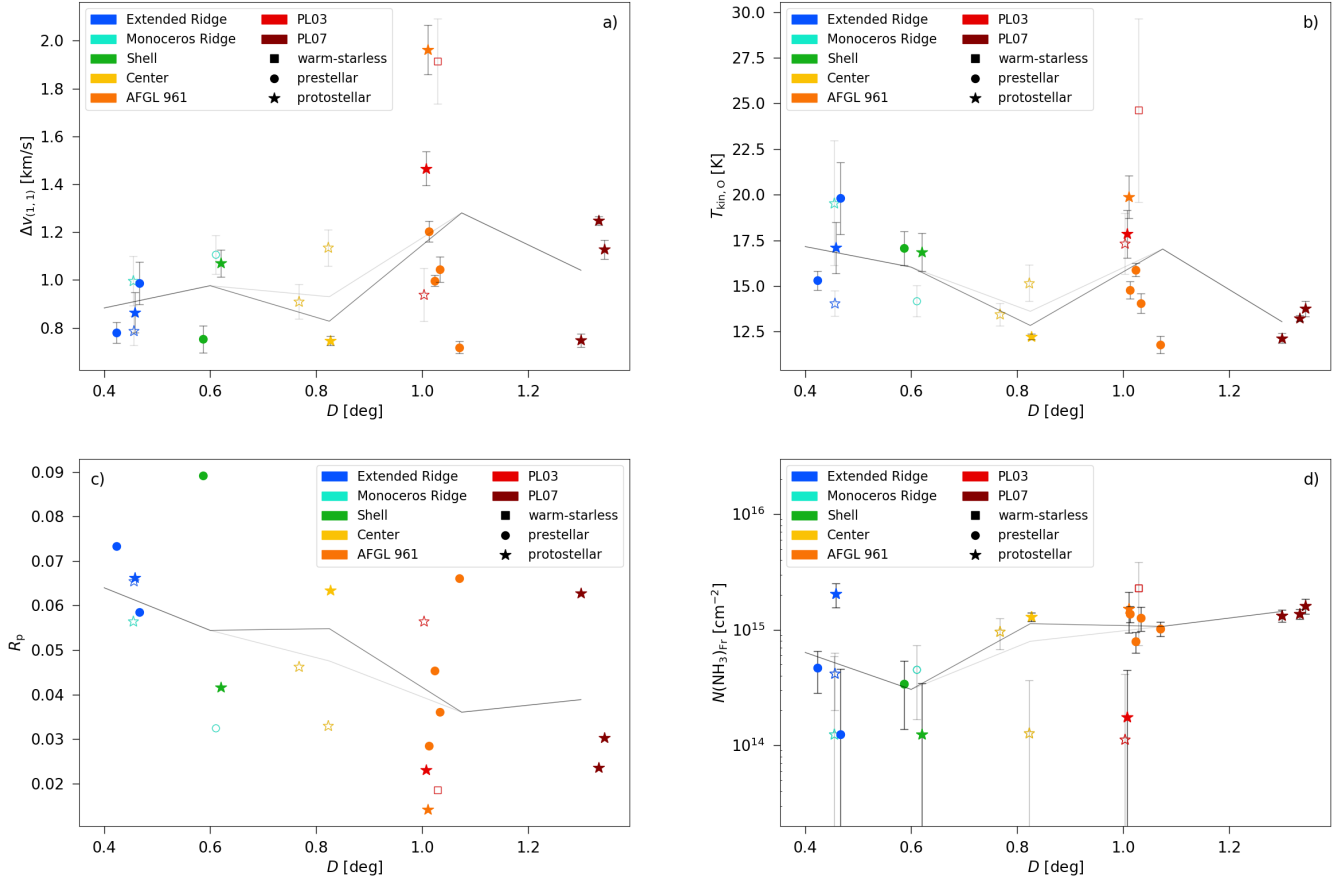 a)
Extended Ridge
Monoceros Ridge
Shell
Center
AFGL 961
PL03
PL07
warm-starless
prestellar
protostellar
2.0
1.8
1.6
1.4
1.2
1.0
0.8
Δv(1, 1) [km/s]
0.4 0.6 0.8 1.0 1.2
D [deg]
b)
Extended Ridge
Monoceros Ridge
Shell
Center
AFGL 961
PL03
PL07
warm-starless
prestellar
protostellar
30.0
27.5
25.0
22.5
20.0
17.5
15.0
12.5
Tkin, O [K]
0.4 0.6 0.8 1.0 1.2
D [deg]
c)
Extended Ridge
Monoceros Ridge
Shell
Center
AFGL 961
PL03
PL07
warm-starless
prestellar
protostellar
0.09
0.08
0.07
0.06
0.05
0.04
0.03
0.02
Rp
0.4 0.6 0.8 1.0 1.2
D [deg]
d)
Extended Ridge
Monoceros Ridge
Shell
Center
AFGL 961
PL03
PL07
warm-starless
prestellar
protostellar
10¹⁶
10¹⁵
10¹⁴
N(NH₃)Fr [cm⁻²]
0.4 0.6 0.8 1.0 1.2
D [deg]